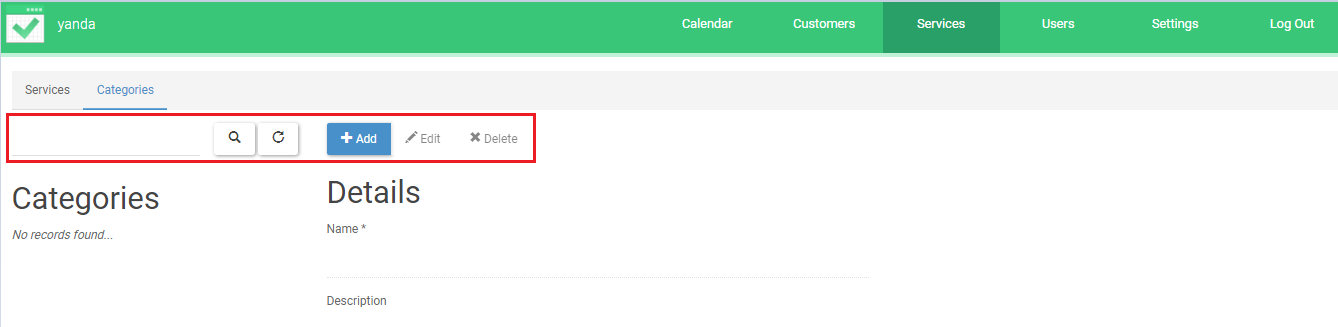 yanda Calendar Customers Services Users Settings Log Out
Services Categories
Add Edit Delete
Categories
No records found...
Details
Name *
Description